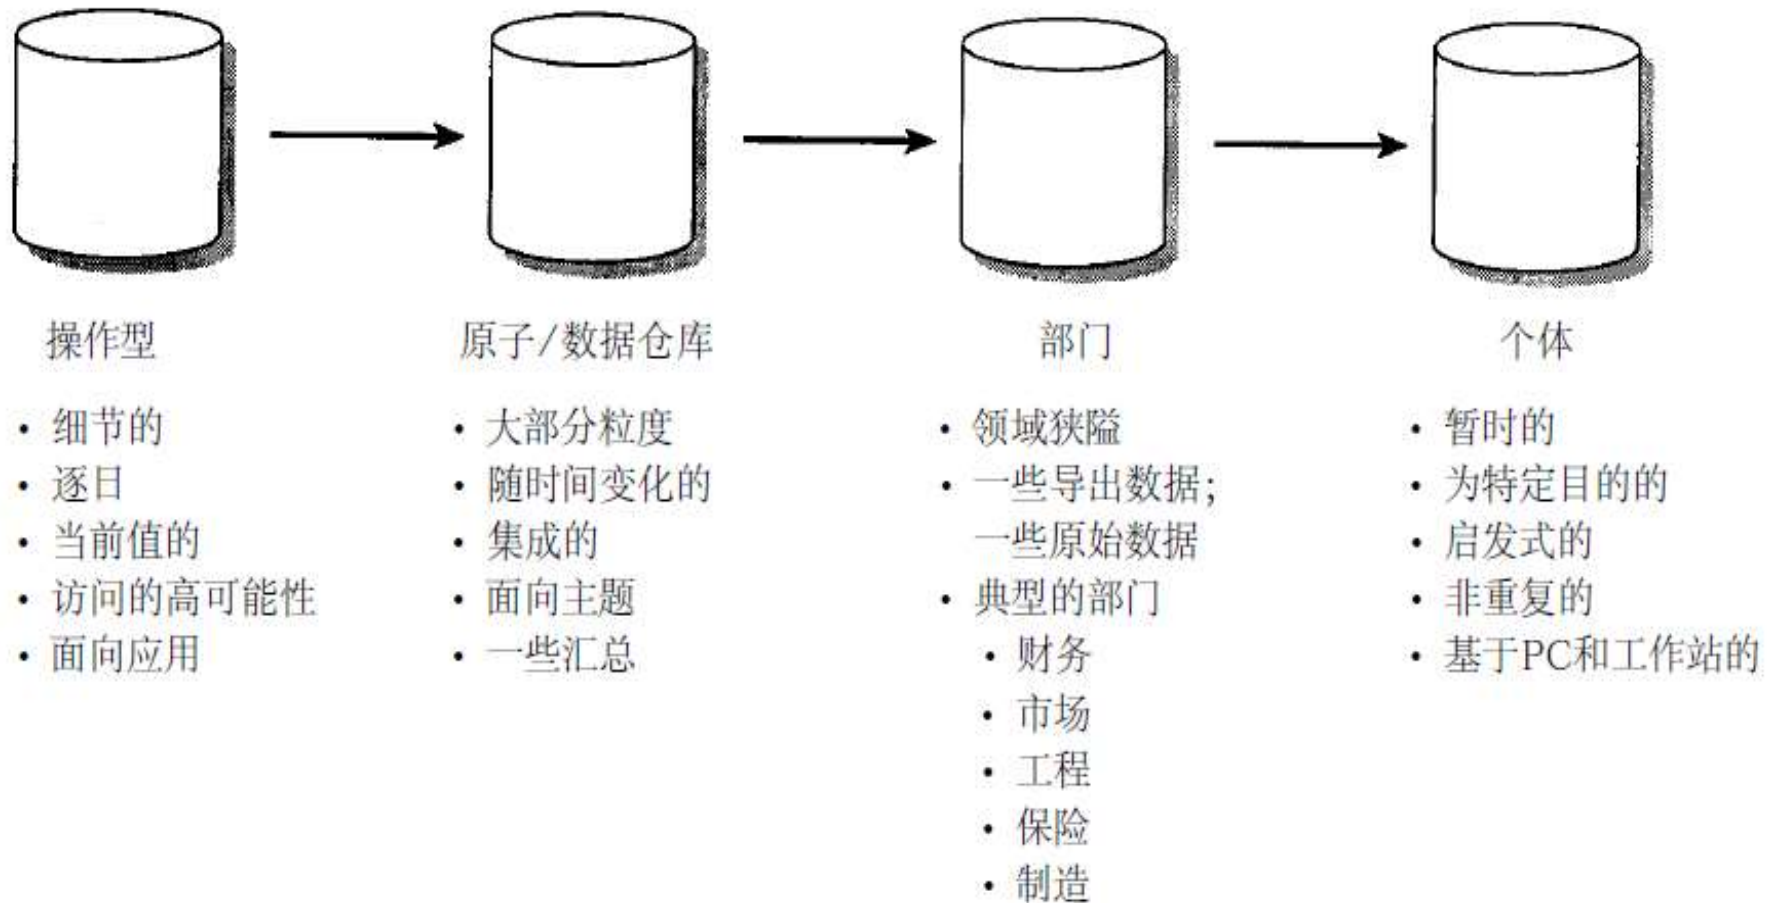 操作型
• 细节的
• 逐日
• 当前值的
• 访问的高可能性
• 面向应用
原子/数据仓库
• 大部分粒度
• 随时间变化的
• 集成的
• 面向主题
• 一些汇总
部门
• 领域狭隘
• 一些导出数据;
一些原始数据
• 典型的部门
• 财务
• 市场
• 工程
• 保险
• 制造
个体
• 暂时的
• 为特定目的的
• 启发式的
• 非重复的
• 基于PC和工作站的